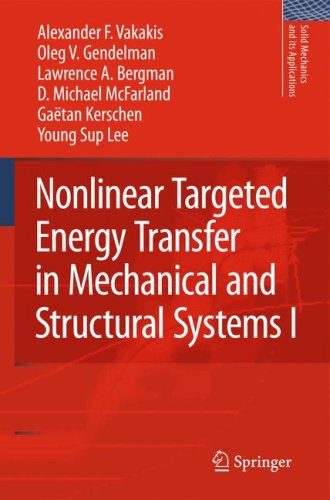 Alexander F. Vakakis
Oleg V. Gendelman
Lawrence A. Bergman
D. Michael McFarland
Gaëtan Kerschen
Young Sup Lee
Solid Mechanics
and its Applications
Nonlinear Targeted
Energy Transfer
in Mechanical and
Structural Systems I
Springer